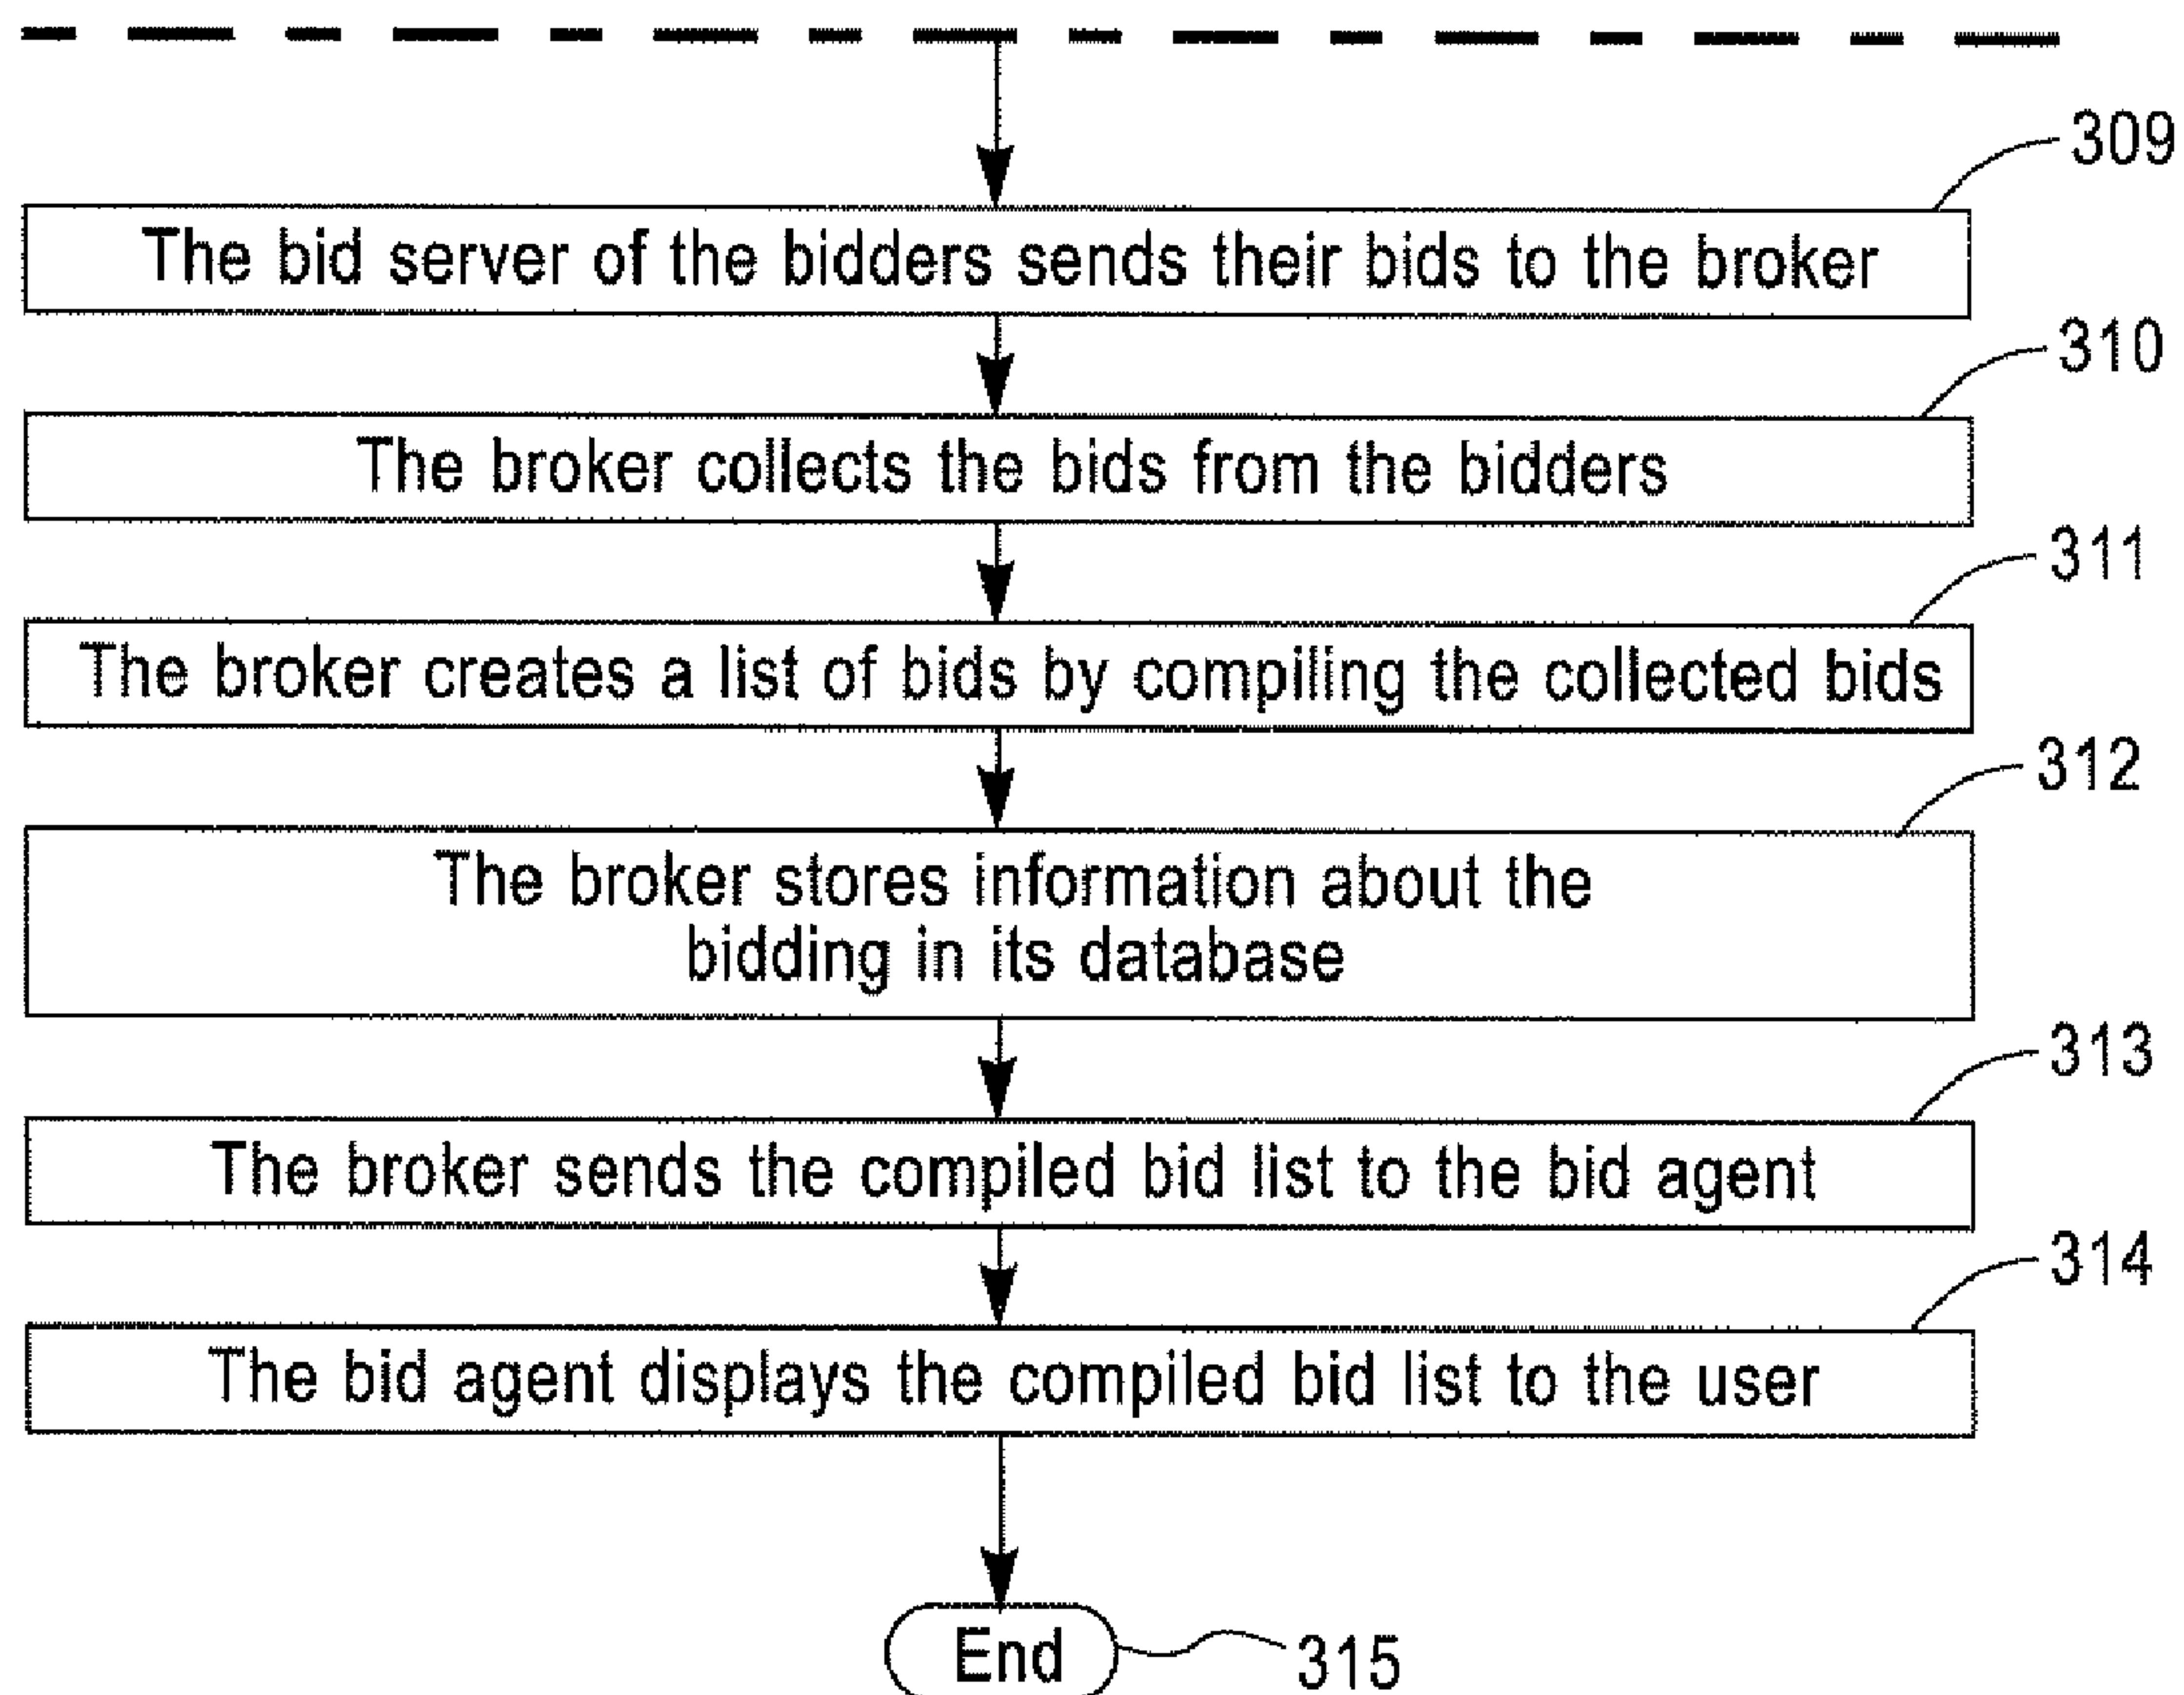 309
The bid server of the bidders sends their bids to the broker
310
The broker collects the bids from the bidders
311
The broker creates a list of bids by compiling the collected bids
312
The broker stores information about the
bidding in its database
313
The broker sends the compiled bid list to the bid agent
314
The bid agent displays the compiled bid list to the user
End
315